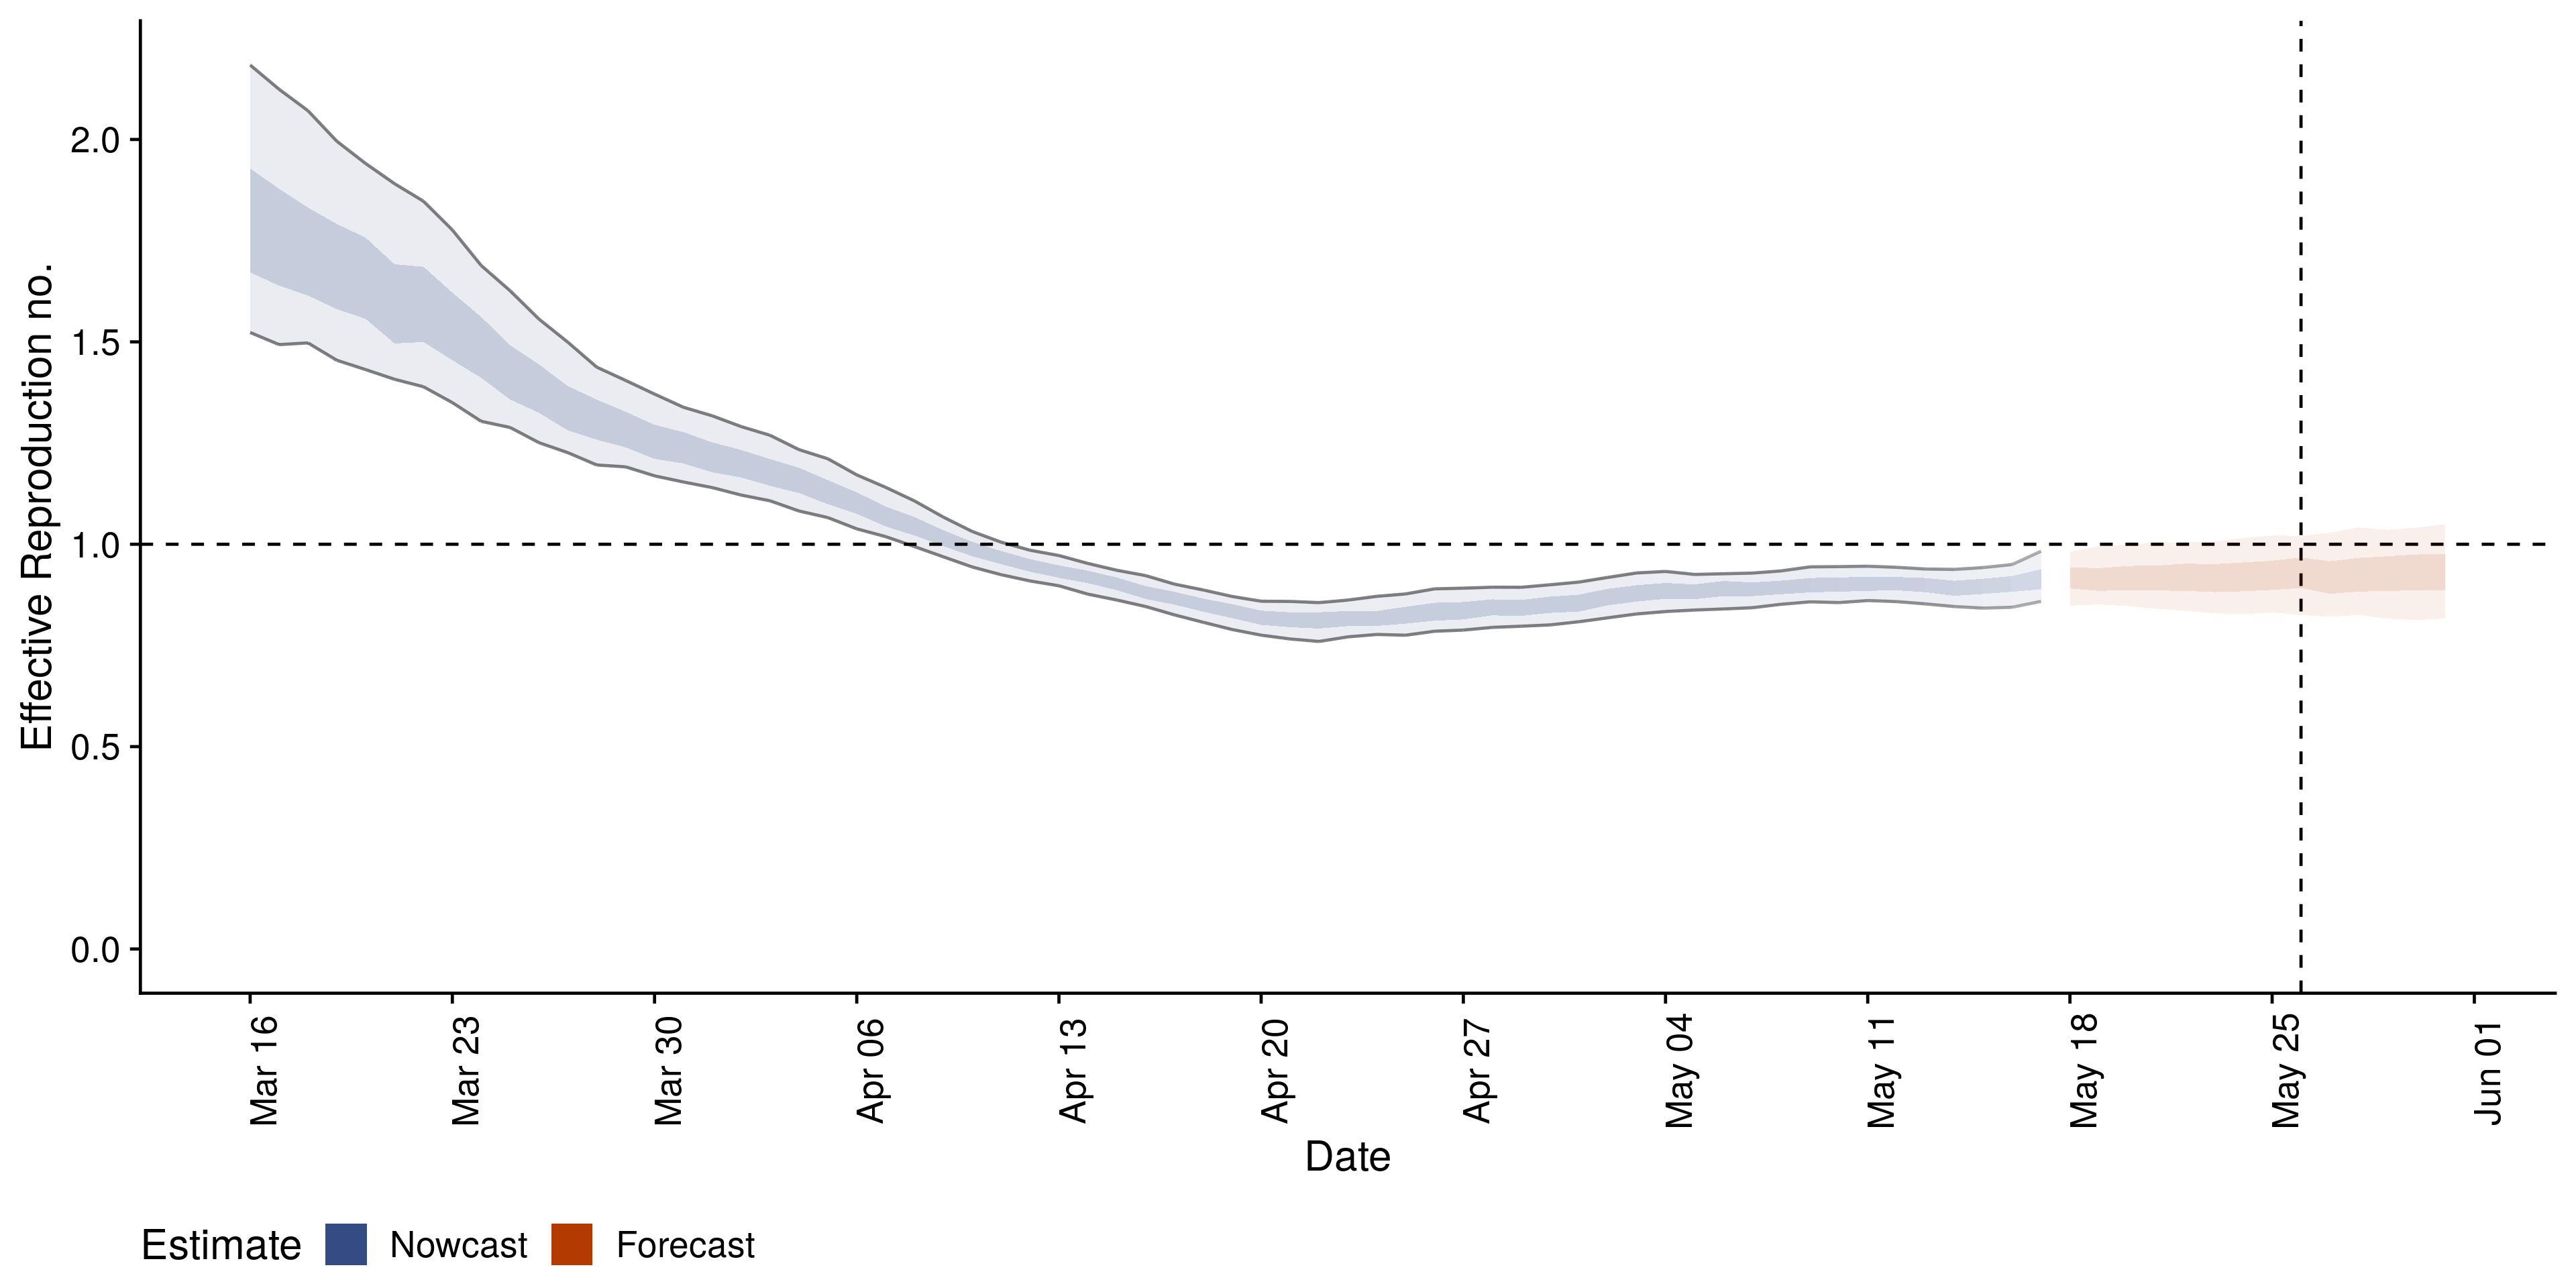 Effective Reproduction no.
2.0
1.5
1.0
0.5
0.0
Mar 16
Mar 23
Mar 30
Apr 06
Apr 13
Apr 20
Apr 27
May 04
May 11
May 18
May 25
Jun 01
Date
Estimate Nowcast Forecast